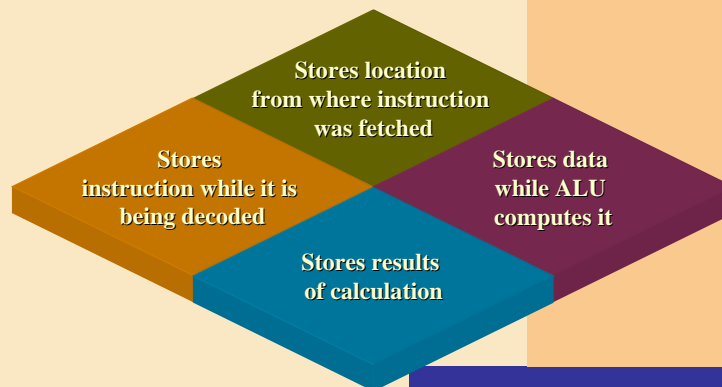 Stores location
from where instruction
was fetched
Stores
instruction while it is
being decoded
Stores data
while ALU
computes it
Stores results
of calculation